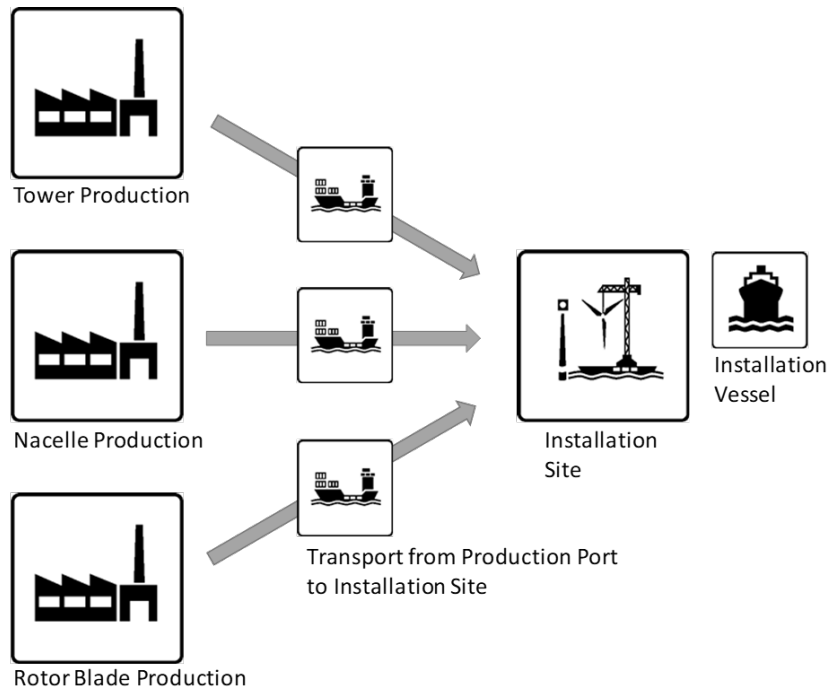 Tower Production
Nacelle Production
Rotor Blade Production
Transport from Production Port
to Installation Site
Installation
Site
Installation
Vessel